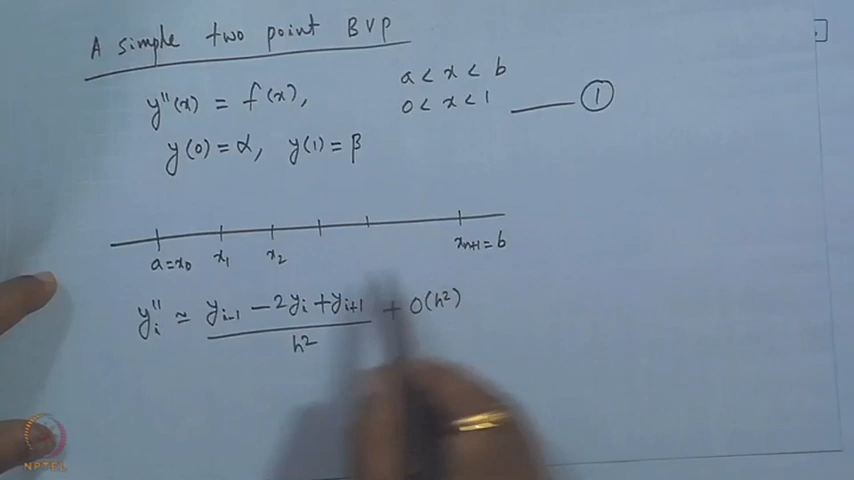 A simple two point BVP
y''(x) = f(x), a < x < b
0 < x < 1 ——— ①
y(0) = α, y(1) = β
a=x₀ x₁ x₂ xₙ₊₁=b
yᵢ'' ≃ (yᵢ₋₁ − 2yᵢ + yᵢ₊₁)/h² + O(h²)
NPTEL